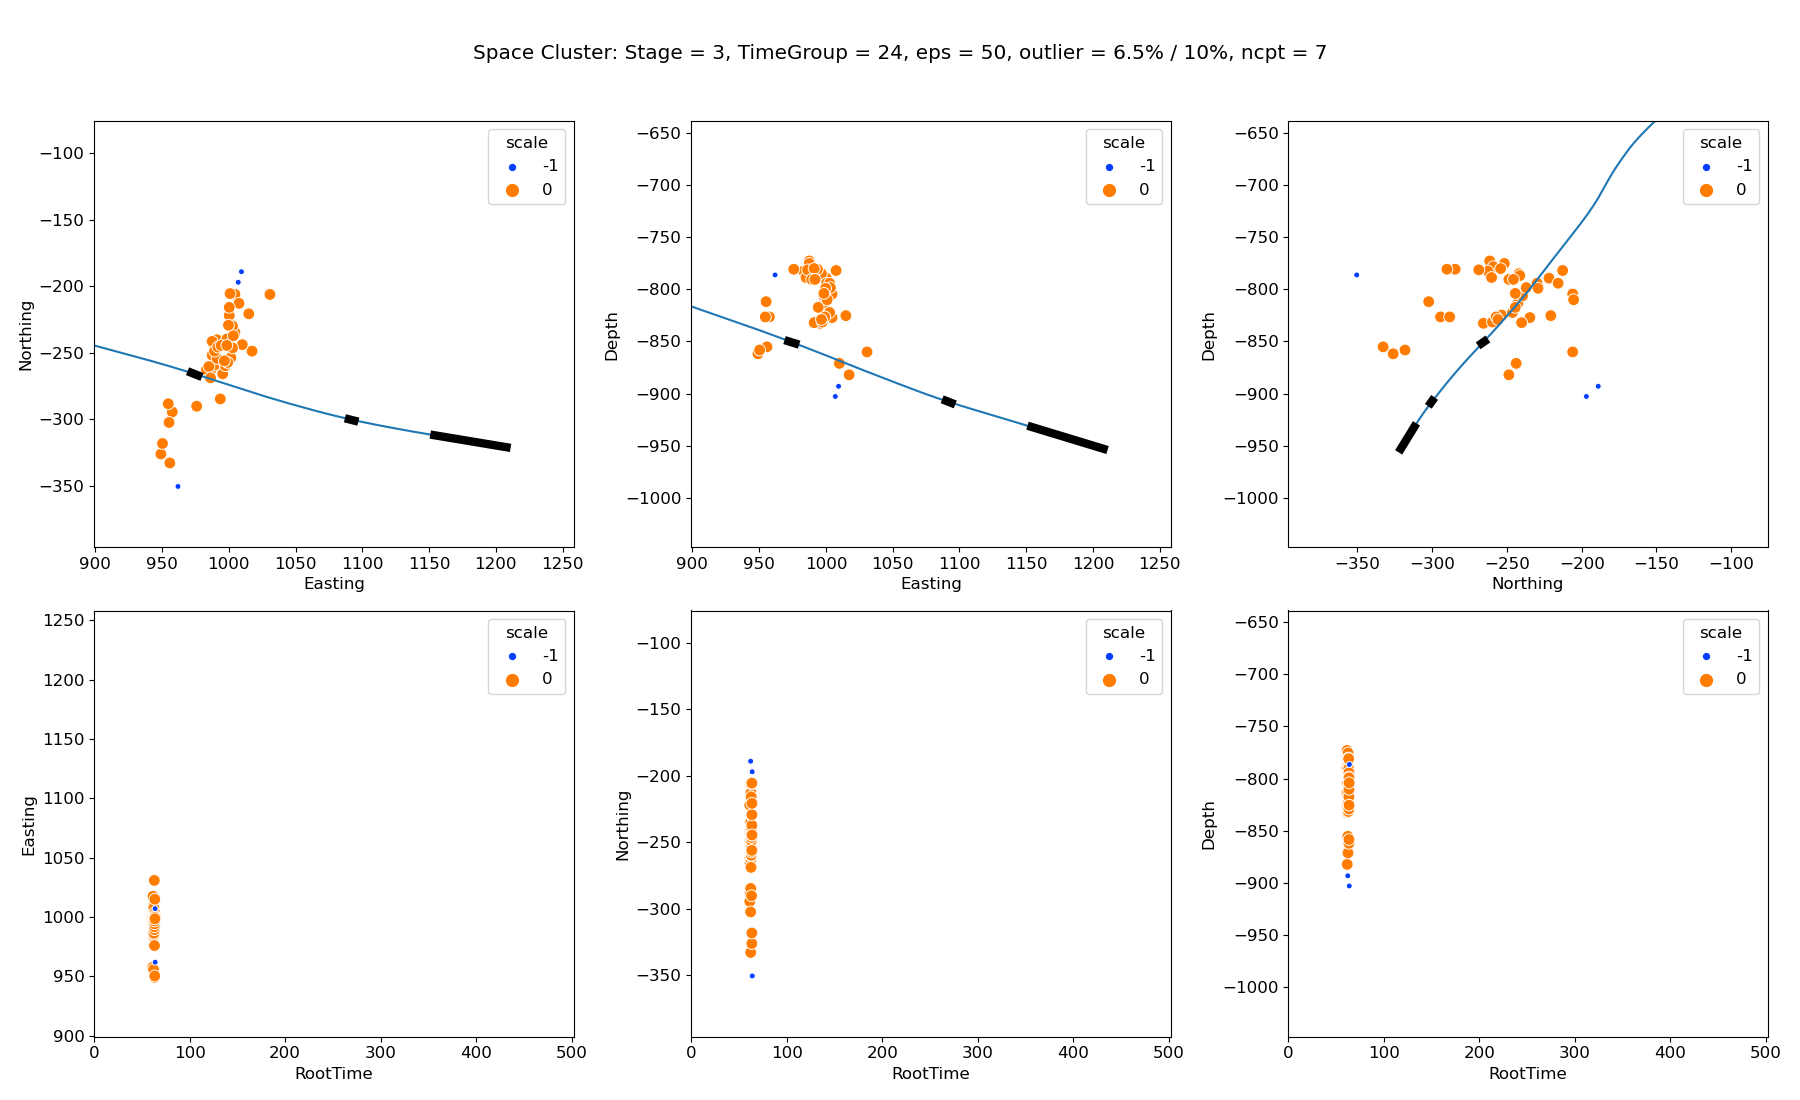 Space Cluster: Stage = 3, TimeGroup = 24, eps = 50, outlier = 6.5% / 10%, ncpt = 7
Northing
−100
−150
−200
−250
−300
−350
900 950 1000 1050 1100 1150 1200 1250
Easting
scale
-1
0
Depth
−650
−700
−750
−800
−850
−900
−950
−1000
900 950 1000 1050 1100 1150 1200 1250
Easting
scale
-1
0
Depth
−650
−700
−750
−800
−850
−900
−950
−1000
−350 −300 −250 −200 −150 −100
Northing
scale
-1
0
Easting
1250
1200
1150
1100
1050
1000
950
900
0 100 200 300 400 500
RootTime
scale
-1
0
Northing
−100
−150
−200
−250
−300
−350
0 100 200 300 400 500
RootTime
scale
-1
0
Depth
−650
−700
−750
−800
−850
−900
−950
−1000
0 100 200 300 400 500
RootTime
scale
-1
0